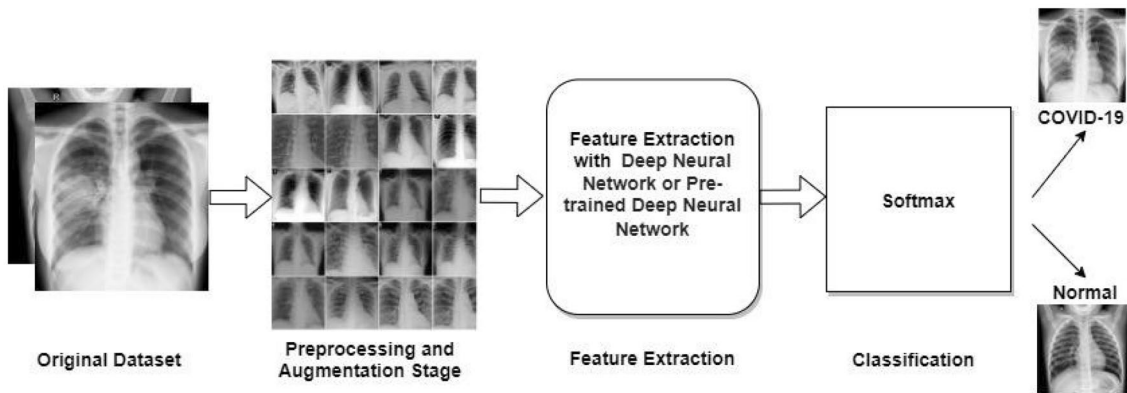 R
Original Dataset
Preprocessing and
Augmentation Stage
Feature Extraction
with Deep Neural
Network or Pre-
trained Deep Neural
Network
Feature Extraction
Softmax
Classification
COVID-19
Normal